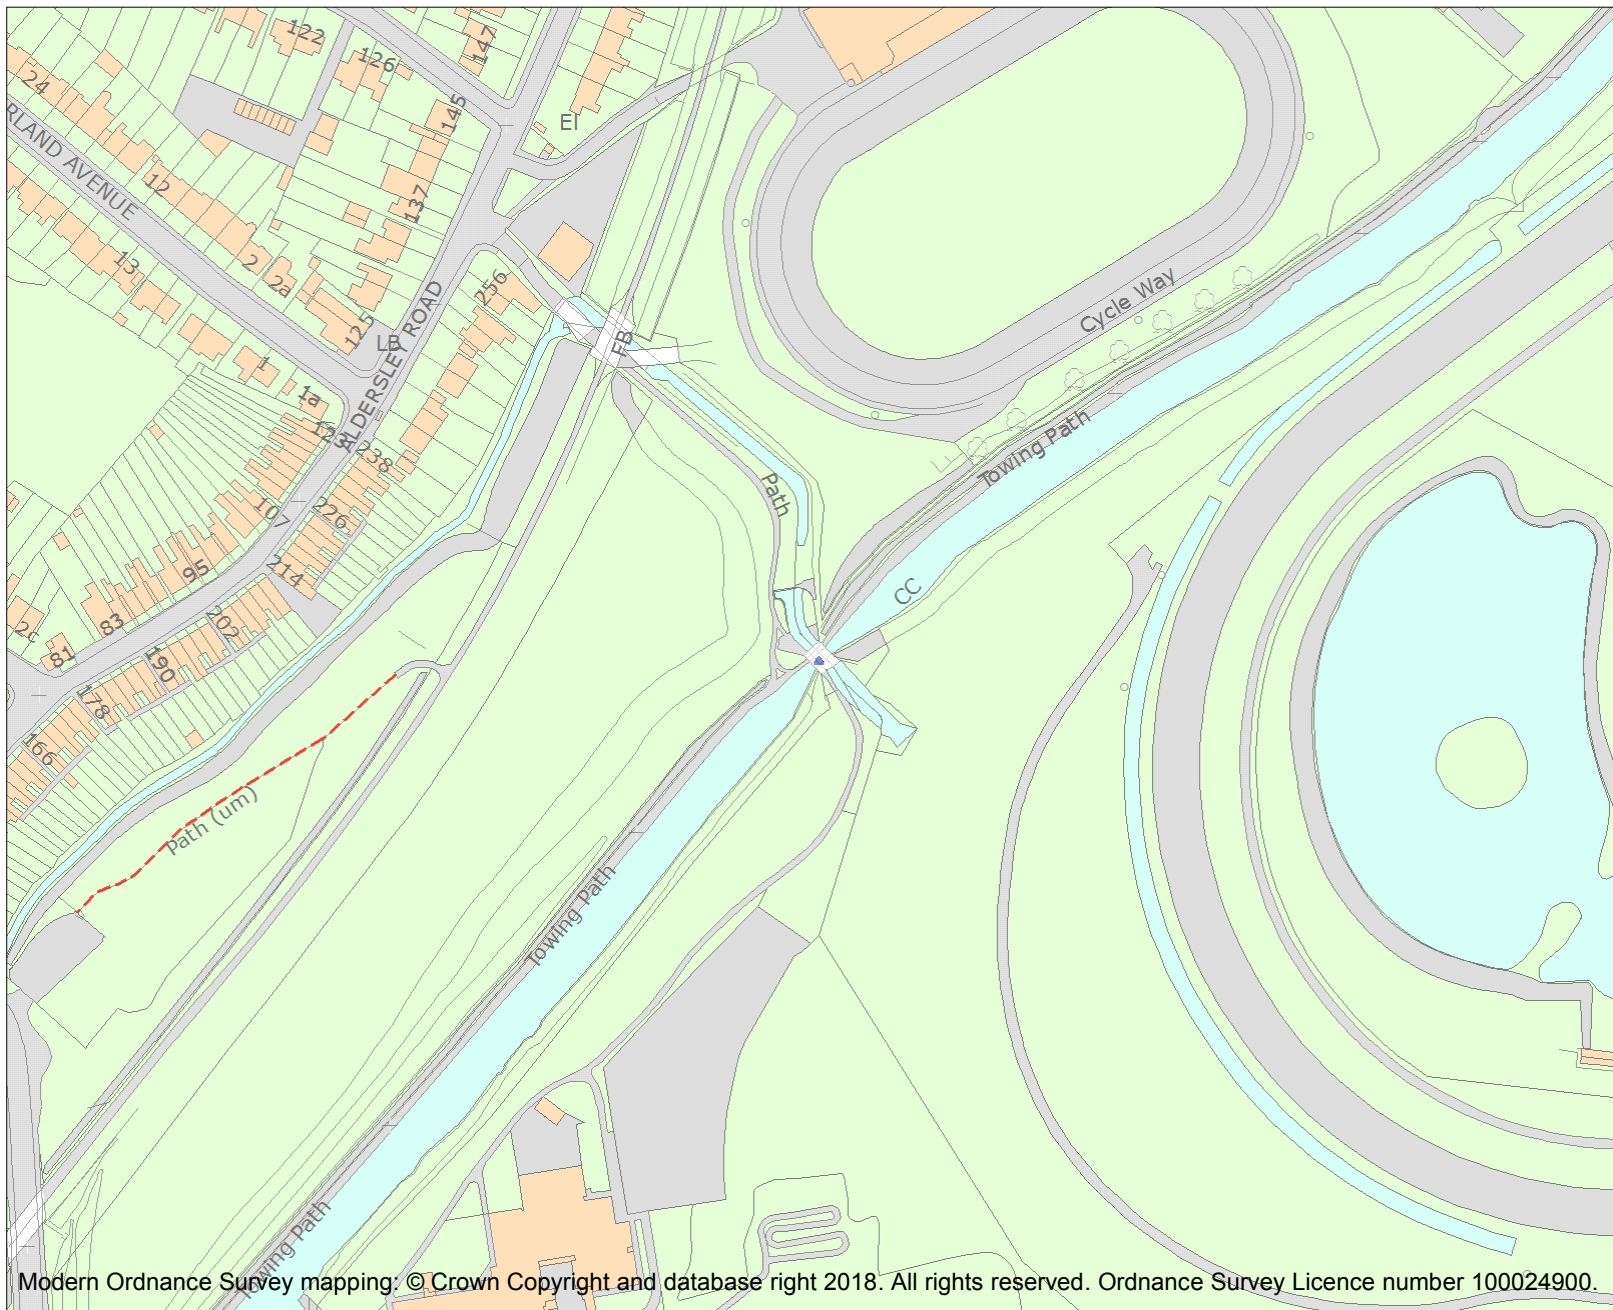 122
126
147
24
145
EI
RLAND AVENUE
12
137
13
2
2a
256
125
LB
FB
ALDERSLEY ROAD
Cycle Way
1
1a
123
238
Towing Path
Path
107
226
95
214
CC
83
202
2c
81
190
178
166
Path (um)
Towing Path
Towing Path
Modern Ordnance Survey mapping: © Crown Copyright and database right 2018. All rights reserved. Ordnance Survey Licence number 100024900.